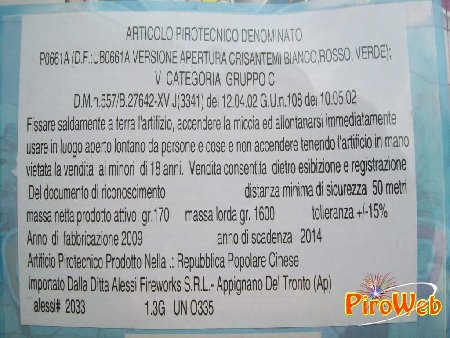 ARTICOLO PIROTECNICO DENOMINATO
P0661A (D.F.:JB0661A VERSIONE APERTURA CRISANTEMI BIANCO,ROSSO, VERDE);
V CATEGORIA GRUPPO C
D.M.n.557/B.27642-XV.J(3341) del 12.04.02 G.U.n.108 del 10.05.02
Fissare saldamente a terra l'artifizio, accendere la miccia ed allontanarsi immediatamente
usare in luogo aperto lontano da persone e cose e non accendere tenendo l'artificio in mano
vietata la vendita ai minori di 18 anni. Vendita consentita dietro esibizione e registrazione
Del documento di riconoscimento distanza minima di sicurezza 50 metri
massa netta prodotto attivo gr.170 massa lorda gr. 1600 tolleranza +/-15%
Anno di fabbricazione 2009 anno di scadenza 2014
Artificio Pirotecnico Prodotto Nella .: Repubblica Popolare Cinese
Importato Dalla Ditta Alessi Fireworks S.R.L.- Appignano De' Tronto (Ap)
alessi# 2033 1.3G UN O335
PiroWeb